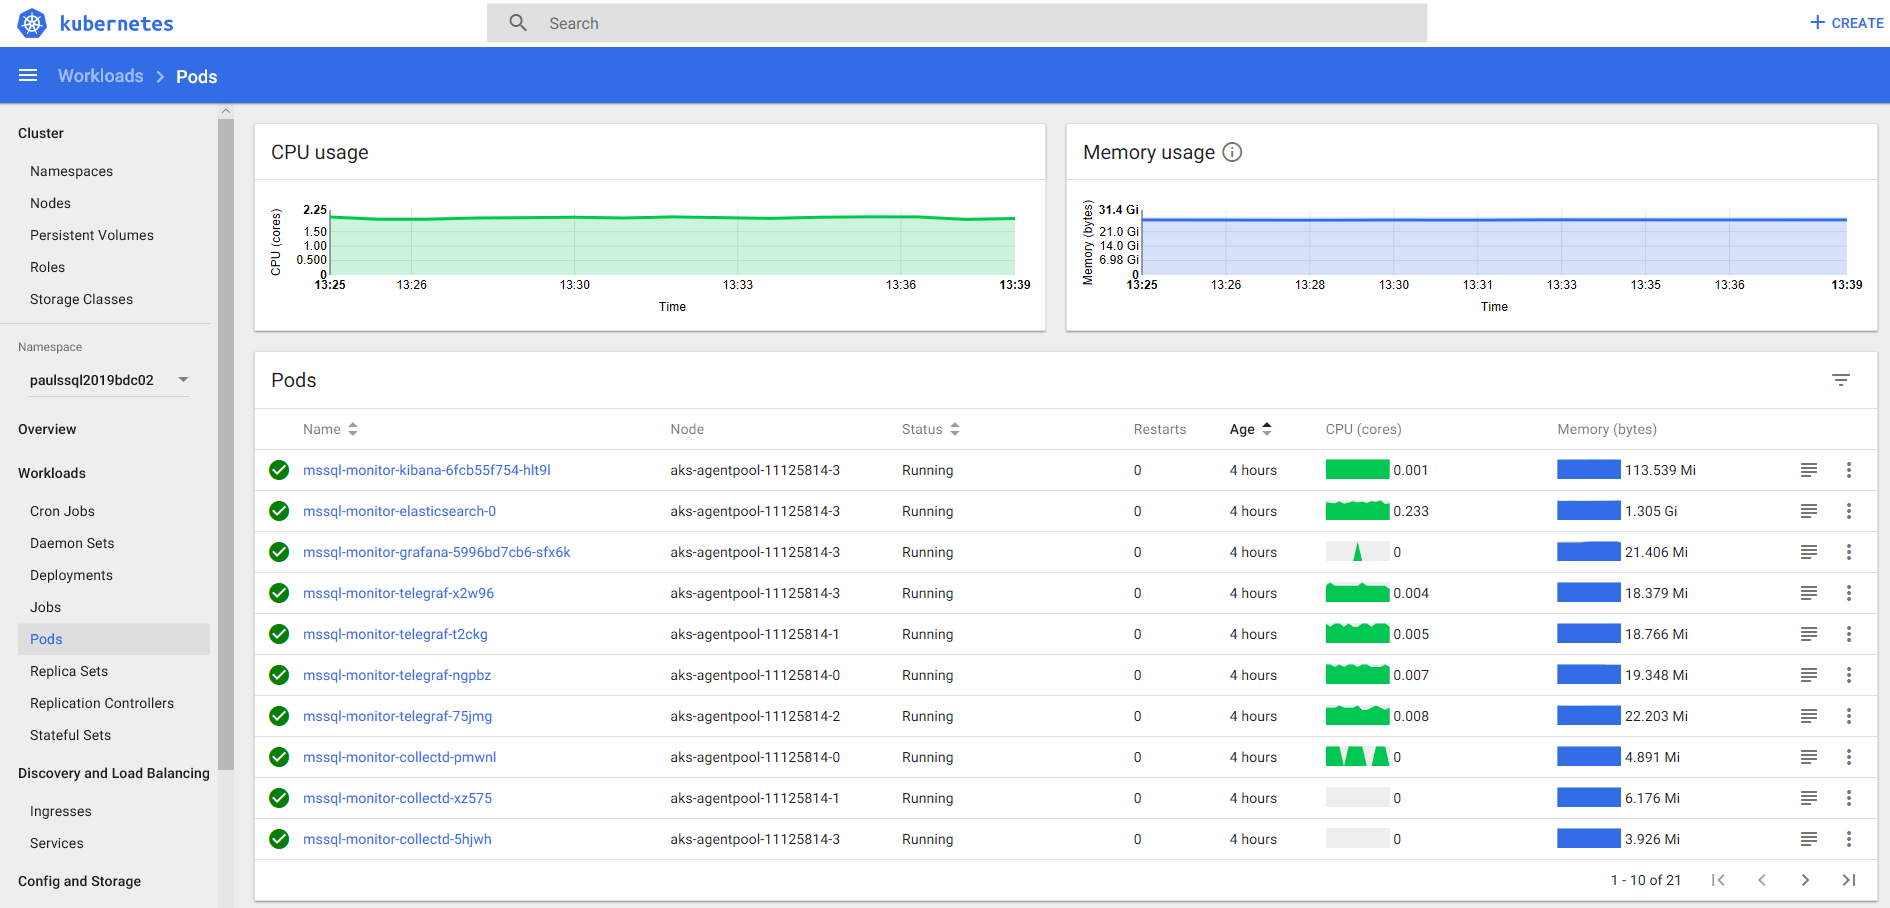 kubernetes
Search
CREATE
Workloads
Pods
Cluster
Namespaces
Nodes
Persistent Volumes
Roles
Storage Classes
Namespace
paulssql2019bdc02
Overview
Workloads
Cron Jobs
Daemon Sets
Deployments
Jobs
Pods
Replica Sets
Replication Controllers
Stateful Sets
Discovery and Load Balancing
Ingresses
Services
Config and Storage
CPU usage
CPU (cores)
2.25
1.50
1.00
0.500
0
13:25 13:26 13:30 13:33 13:36 13:39
Time
Memory usage
Memory (bytes)
31.4 Gi
21.0 Gi
14.0 Gi
6.98 Gi
0
13:25 13:26 13:28 13:30 13:31 13:33 13:35 13:36 13:39
Time
Pods
Name Node Status Restarts Age CPU (cores) Memory (bytes)
mssql-monitor-kibana-6fcb55f754-hlt9l aks-agentpool-11125814-3 Running 0 4 hours 0.001 113.539 Mi
mssql-monitor-elasticsearch-0 aks-agentpool-11125814-3 Running 0 4 hours 0.233 1.305 Gi
mssql-monitor-grafana-5996bd7cb6-sfx6k aks-agentpool-11125814-3 Running 0 4 hours 0 21.406 Mi
mssql-monitor-telegraf-x2w96 aks-agentpool-11125814-3 Running 0 4 hours 0.004 18.379 Mi
mssql-monitor-telegraf-t2ckg aks-agentpool-11125814-1 Running 0 4 hours 0.005 18.766 Mi
mssql-monitor-telegraf-ngpbz aks-agentpool-11125814-0 Running 0 4 hours 0.007 19.348 Mi
mssql-monitor-telegraf-75jmg aks-agentpool-11125814-2 Running 0 4 hours 0.008 22.203 Mi
mssql-monitor-collectd-pmwnl aks-agentpool-11125814-0 Running 0 4 hours 0 4.891 Mi
mssql-monitor-collectd-xz575 aks-agentpool-11125814-1 Running 0 4 hours 0 6.176 Mi
mssql-monitor-collectd-5hjwh aks-agentpool-11125814-3 Running 0 4 hours 0 3.926 Mi
1 - 10 of 21